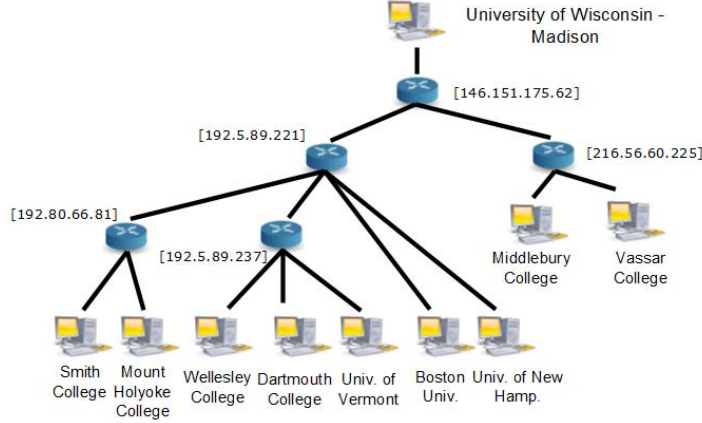 University of Wisconsin -
Madison
[146.151.175.62]
[192.5.89.221]
[216.56.60.225]
[192.80.66.81]
[192.5.89.237]
Middlebury
College
Vassar
College
Smith
College
Mount
Holyoke
College
Wellesley
College
Dartmouth
College
Univ. of
Vermont
Boston
Univ.
Univ. of New
Hamp.